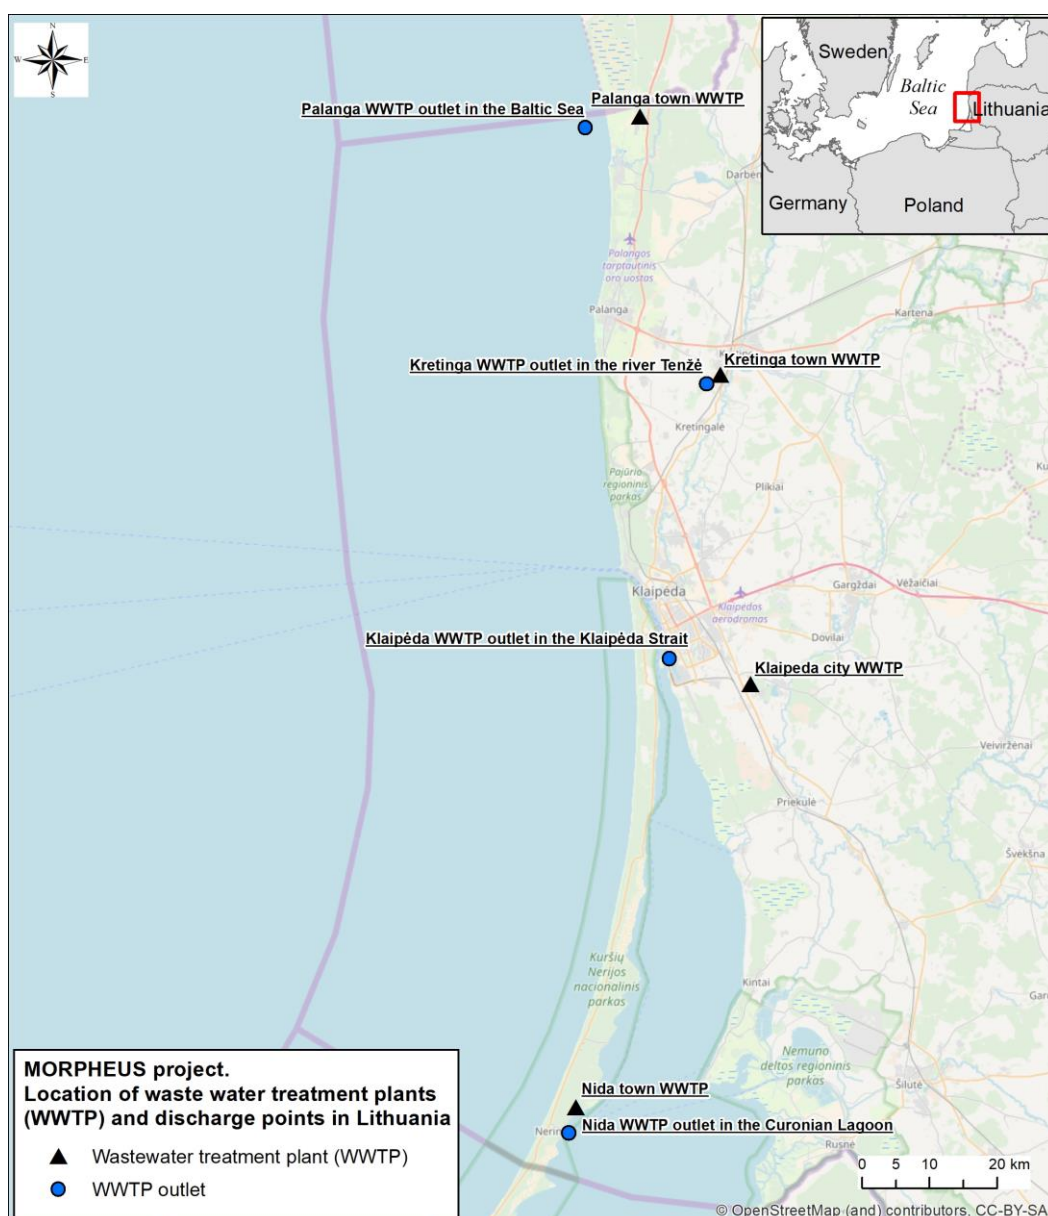 N
W
E
S
Sweden
Baltic
Sea
Lithuania
Germany
Poland
Palanga town WWTP
Palanga WWTP outlet in the Baltic Sea
Palangos
tarptautinis
oro uostas
Palanga
Kartena
Kretinga town WWTP
Kretinga WWTP outlet in the river Tenžė
Kretingalė
Pajūrio
regioninis
parkas
Plikiai
Klaipėda
Gargždai
Vėžaičiai
Klaipėdos
aerodromas
Dovilai
Klaipėda WWTP outlet in the Klaipėda Strait
Klaipeda city WWTP
Veiviržėnai
Priekulė
Švėkšna
Kuršių
Nerijos
nacionalinis
parkas
Kintai
Nemuno
deltos regioninis
parkas
Šilutė
Nida town WWTP
Nida WWTP outlet in the Curonian Lagoon
Rusnė
MORPHEUS project.
Location of waste water treatment plants
(WWTP) and discharge points in Lithuania
Wastewater treatment plant (WWTP)
WWTP outlet
0 5 10 20 km
© OpenStreetMap (and) contributors, CC-BY-SA